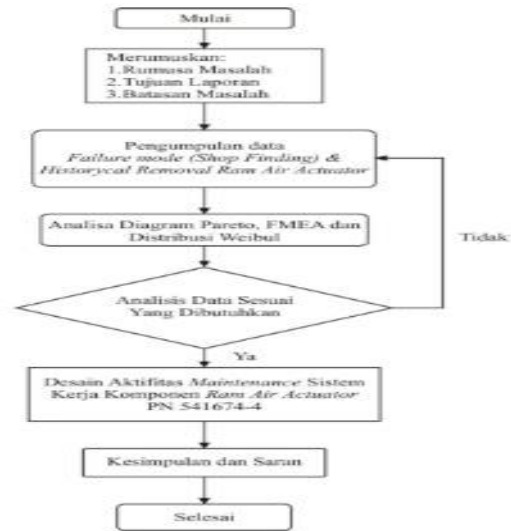 Mulai
Merumuskan:
1.Rumusa Masalah
2.Tujuan Laporan
3.Batasan Masalah
Pengumpulan data
Failure mode (Shop Finding) &
Historycal Removal Ram Air Actuator
Analisa Diagram Pareto, FMEA dan
Distribusi Weibul
Tidak
Analisis Data Sesuai
Yang Dibutuhkan
Ya
Desain Aktifitas Maintenance Sistem
Kerja Komponen Ram Air Actuator
PN 541674-4
Kesimpulan dan Saran
Selesai